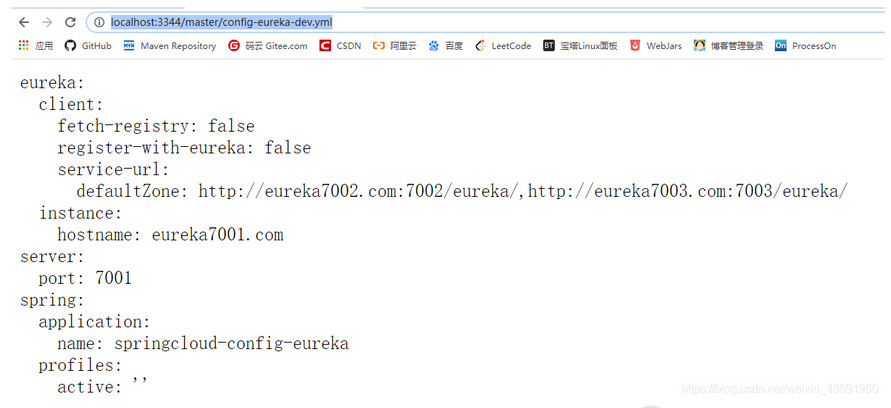 localhost:3344/master/config-eureka-dev.yml
应用 GitHub MVN Maven Repository G 码云 Gitee.com C CSDN 阿里云 百度 LeetCode BT 宝塔Linux面板 WebJars 博客管理登录 On ProcessOn
eureka:
  client:
    fetch-registry: false
    register-with-eureka: false
    service-url:
      defaultZone: http://eureka7002.com:7002/eureka/,http://eureka7003.com:7003/eureka/
  instance:
    hostname: eureka7001.com
server:
  port: 7001
spring:
  application:
    name: springcloud-config-eureka
  profiles:
    active: ''
https://blog.csdn.net/weixin_43591980